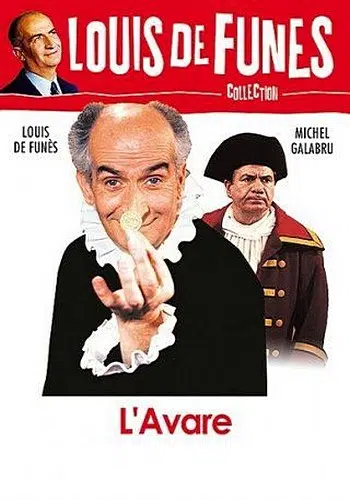 LOUIS DE FUNES
COLLECTION
LOUIS
DE FUNÈS
MICHEL
GALABRU
L'Avare